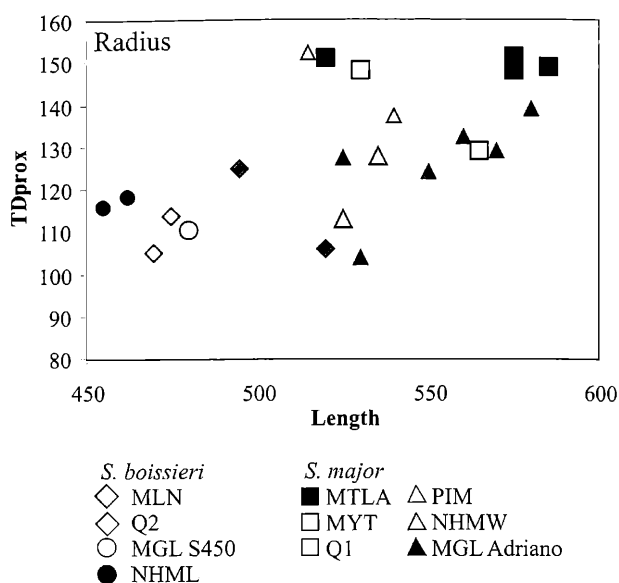 Radius
TDprox
160
150
140
130
120
110
100
90
80
450 500 550 600
Length
S. boissieri
MLN
Q2
MGL S450
NHML
S. major
MTLA
MYT
Q1
PIM
NHMW
MGL Adriano